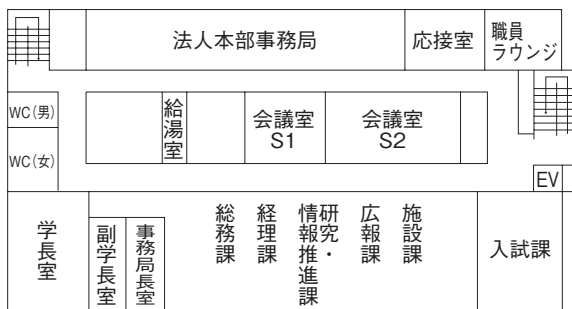 法人本部事務局
応接室
職員
ラウンジ
WC(男)
給湯室
会議室
S1
会議室
S2
WC(女)
EV
学長室
副学長室
事務局長室
総務課
経理課
研究・
情報推進課
広報課
施設課
入試課